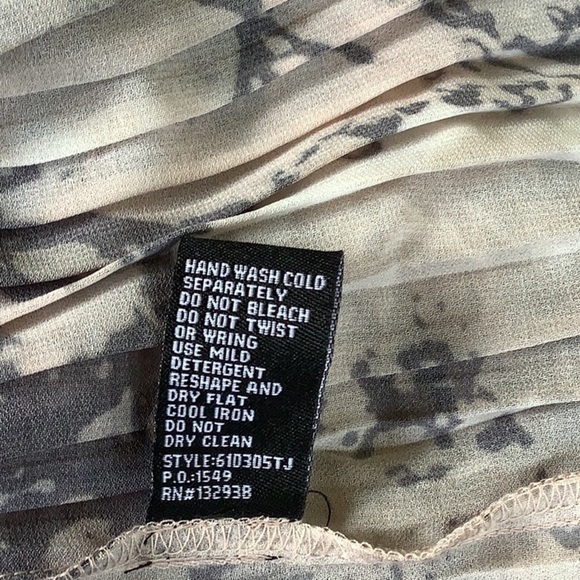 HAND WASH COLD
SEPARATELY
DO NOT BLEACH
DO NOT TWIST
OR WRING
USE MILD
DETERGENT
RESHAPE AND
DRY FLAT
COOL IRON
DO NOT
DRY CLEAN
STYLE:61D305TJ
P.O.:1549
RN#132938